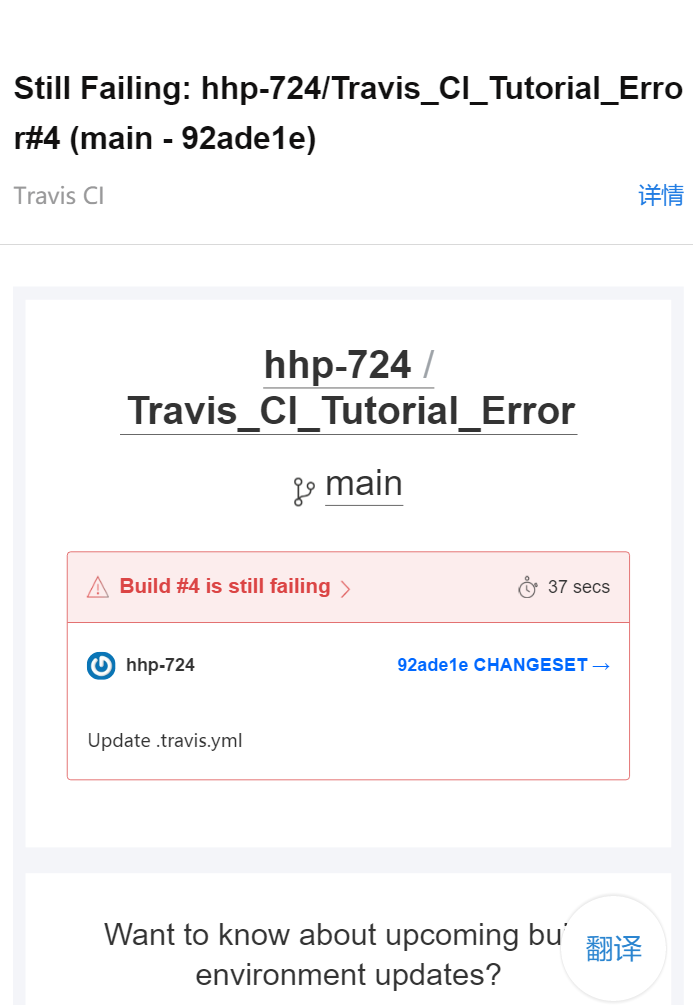 Still Failing: hhp-724/Travis_CI_Tutorial_Erro
r#4 (main - 92ade1e)
Travis CI
详情
hhp-724 /
Travis_CI_Tutorial_Error
main
Build #4 is still failing
37 secs
hhp-724
92ade1e CHANGESET →
Update .travis.yml
Want to know about upcoming
翻译
environment updates?